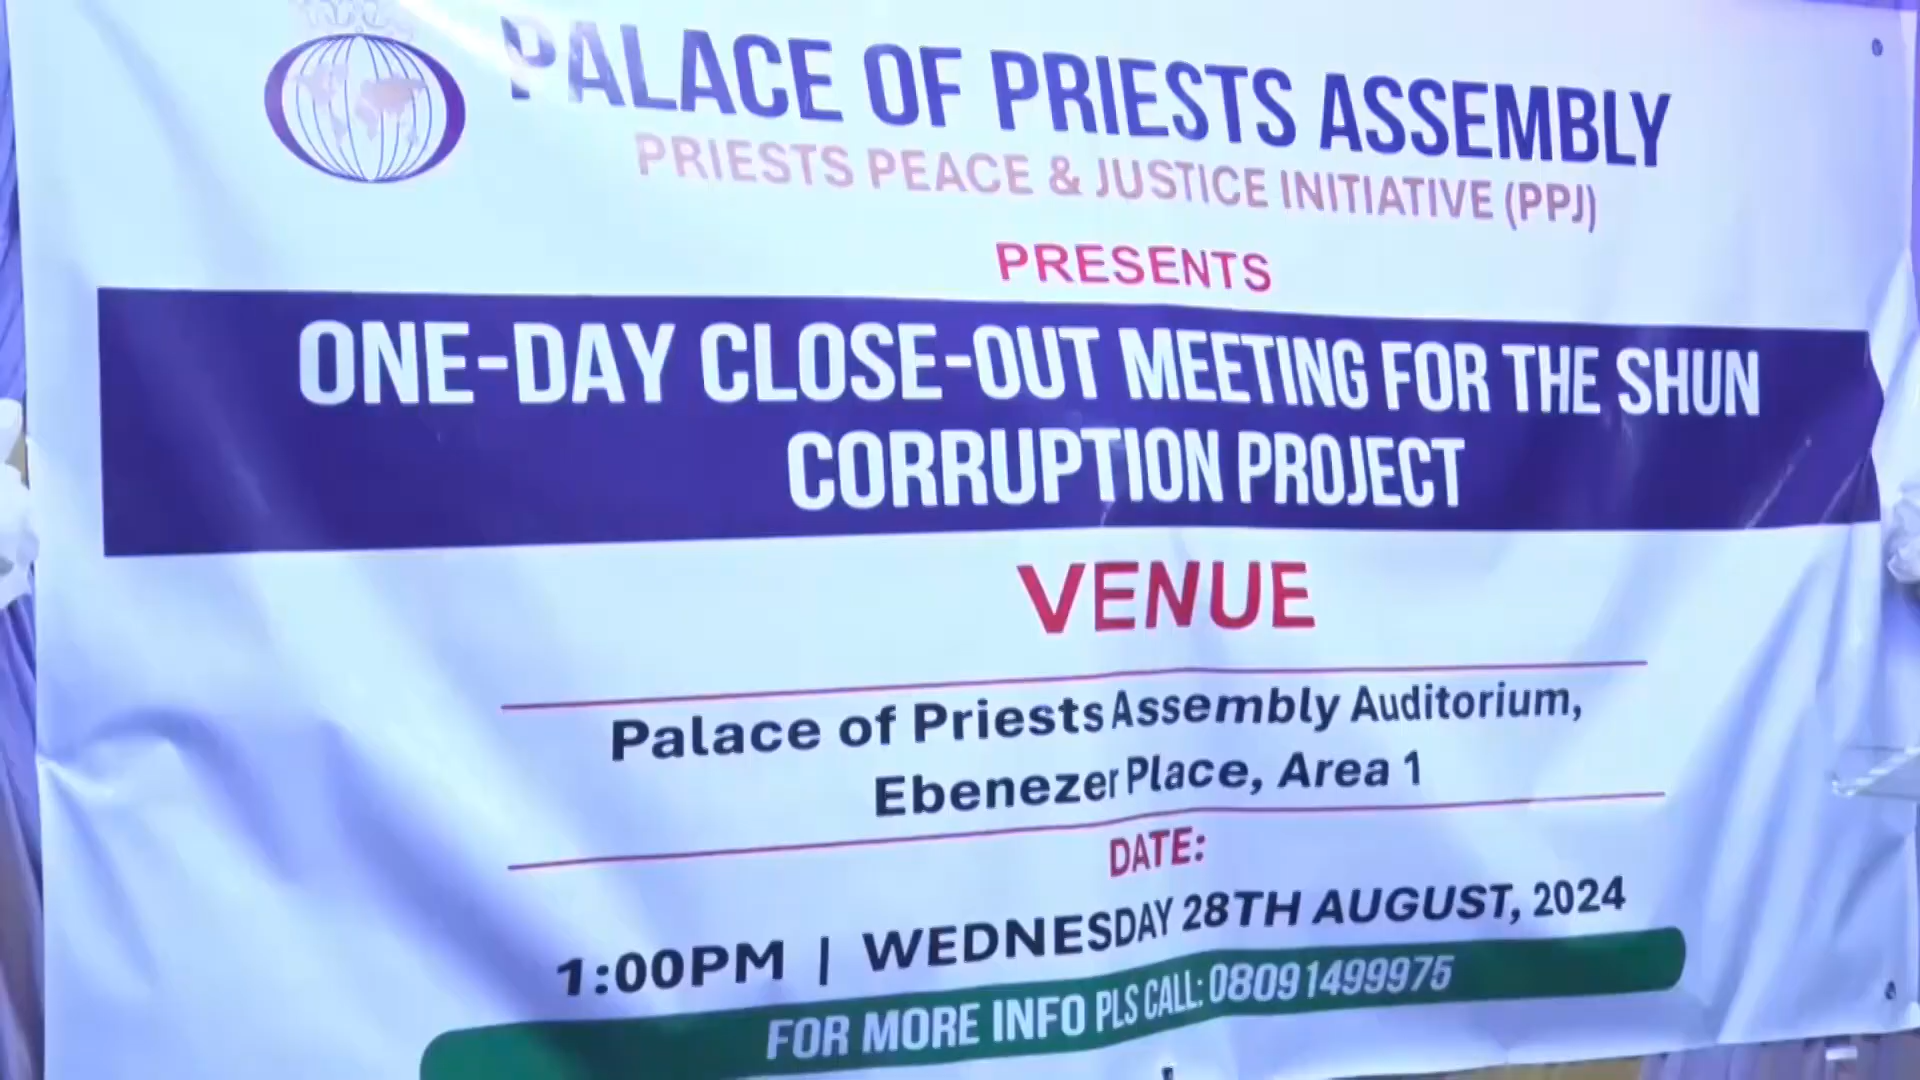 PALACE OF PRIESTS ASSEMBLY
PRIESTS PEACE & JUSTICE INITIATIVE (PPJ)
PRESENTS
ONE-DAY CLOSE-OUT MEETING FOR THE SHUN
CORRUPTION PROJECT
VENUE
Palace of Priests Assembly Auditorium,
Ebenezer Place, Area 1
DATE:
1:00PM | WEDNESDAY 28TH AUGUST, 2024
FOR MORE INFO PLS CALL: 08091499975